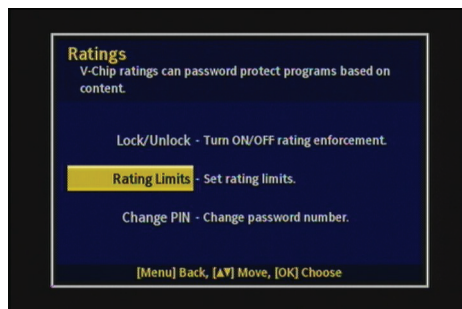 Ratings
V-Chip ratings can password protect programs based on
content.
Lock/Unlock - Turn ON/OFF rating enforcement.
Rating Limits - Set rating limits.
Change PIN - Change password number.
[Menu] Back, [▲▼] Move, [OK] Choose